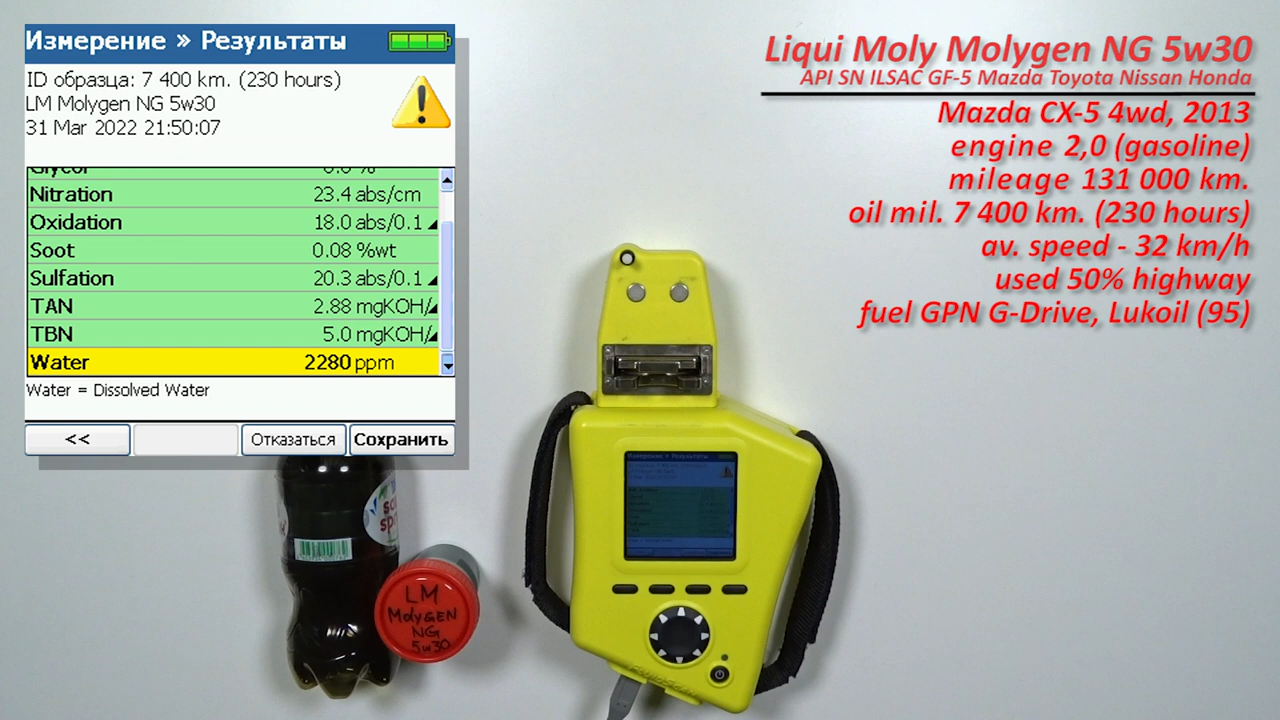 Измерение » Результаты
ID образца: 7 400 km. (230 hours)
LM Molygen NG 5w30
31 Mar 2022 21:50:07
Glycol 0.0 %
Nitration 23.4 abs/cm
Oxidation 18.0 abs/0.1
Soot 0.08 %wt
Sulfation 20.3 abs/0.1
TAN 2.88 mgKOH/
TBN 5.0 mgKOH/
Water 2280 ppm
Water = Dissolved Water
<< Отказаться Сохранить
Liqui Moly Molygen NG 5w30
API SN ILSAC GF-5 Mazda Toyota Nissan Honda
Mazda CX-5 4wd, 2013
engine 2,0 (gasoline)
mileage 131 000 km.
oil mil. 7 400 km. (230 hours)
av. speed - 32 km/h
used 50% highway
fuel GPN G-Drive, Lukoil (95)
LM
MolyGEN
NG
5w30